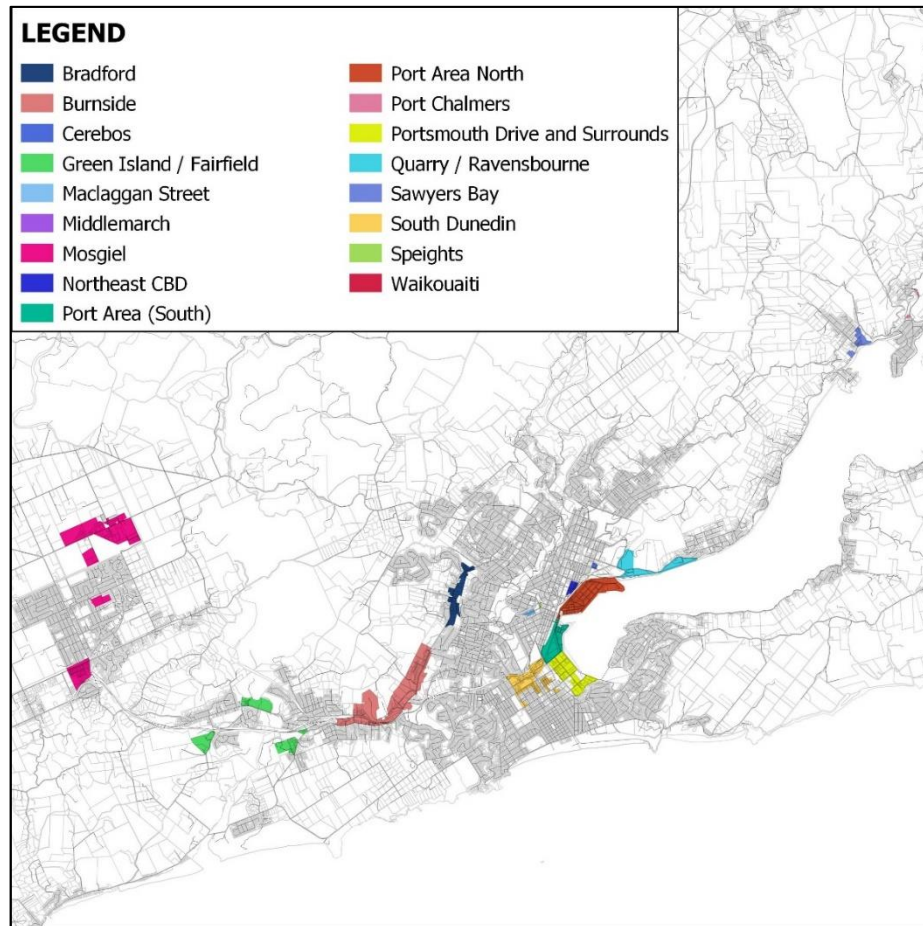 LEGEND
Bradford
Burnside
Cerebos
Green Island / Fairfield
Maclaggan Street
Middlemarch
Mosgiel
Northeast CBD
Port Area (South)
Port Area North
Port Chalmers
Portsmouth Drive and Surrounds
Quarry / Ravensbourne
Sawyers Bay
South Dunedin
Speights
Waikouaiti